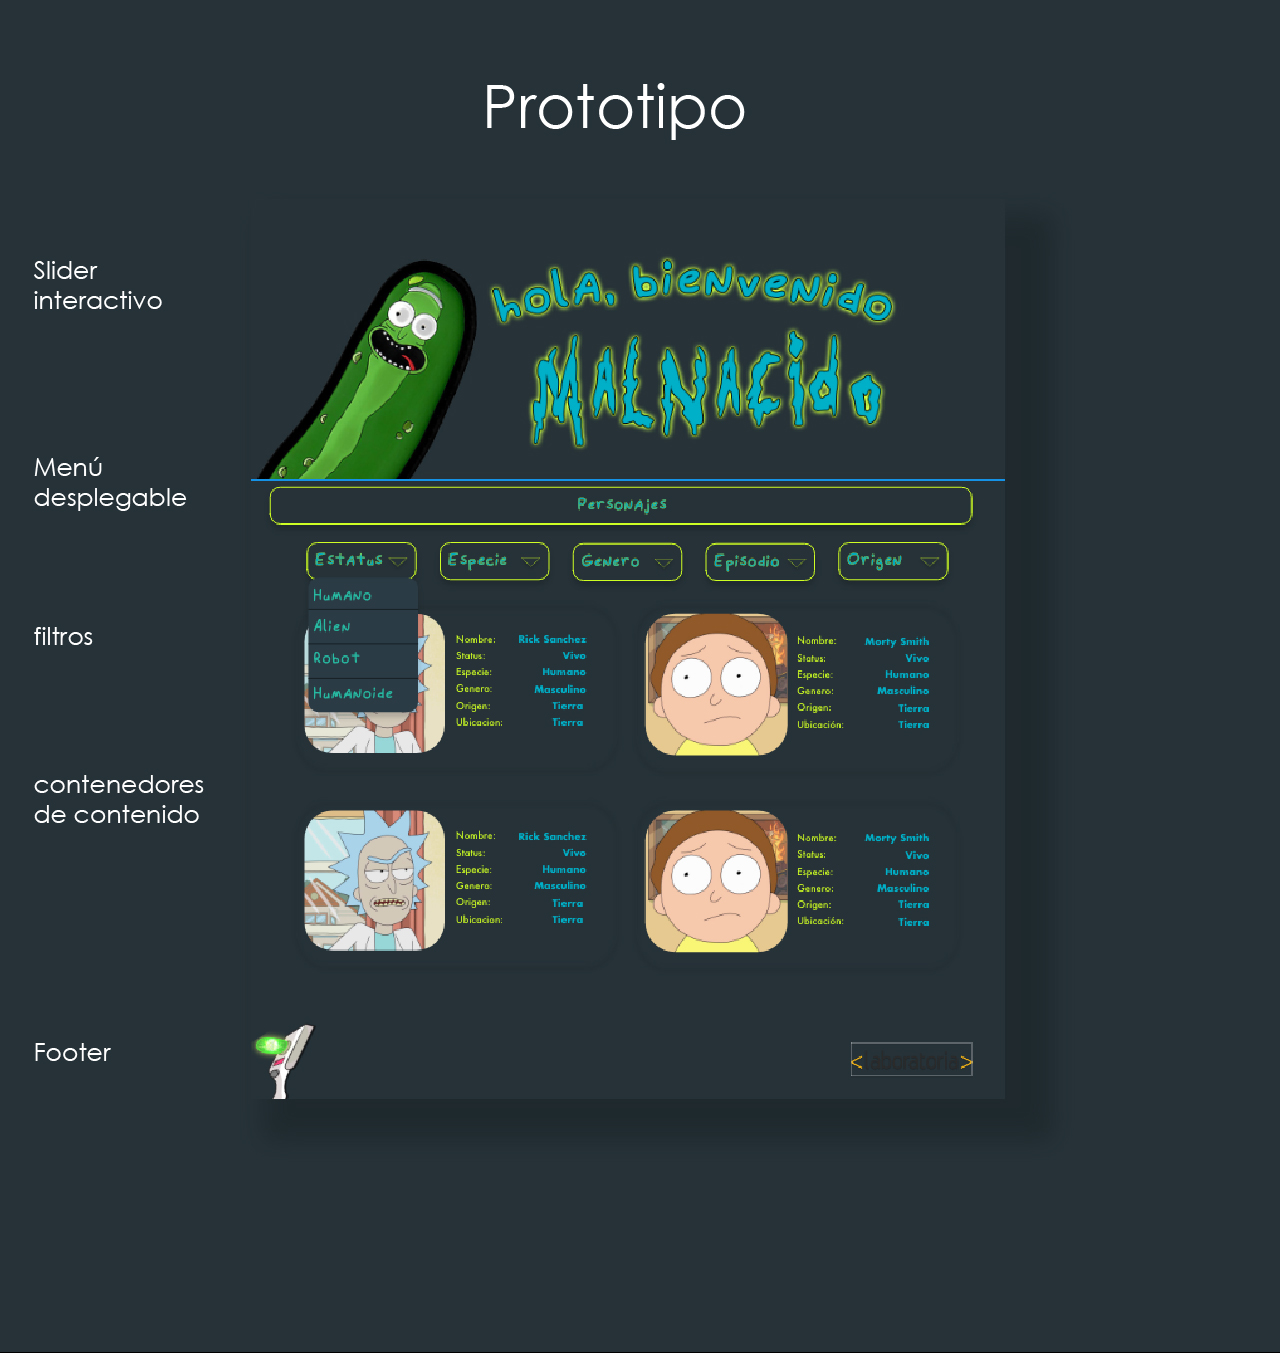 Prototipo
Slider
interactivo
hola, bienvenido
Malnacido
Menú
desplegable
Personajes
Estatus
Especie
Genero
Episodio
Origen
Humano
Alien
Robot
Humanoide
filtros
Nombre: Rick Sanchez
Status: Vivo
Especie: Humano
Genero: Masculino
Origen: Tierra
Ubicacion: Tierra
Nombre: Morty Smith
Status: Vivo
Especie: Humano
Genero: Masculino
Origen: Tierra
Ubicación: Tierra
contenedores
de contenido
Nombre: Rick Sanchez
Status: Vivo
Especie: Humano
Genero: Masculino
Origen: Tierra
Ubicacion: Tierra
Nombre: Morty Smith
Status: Vivo
Especie: Humano
Genero: Masculino
Origen: Tierra
Ubicación: Tierra
Footer
<Laboratoria>